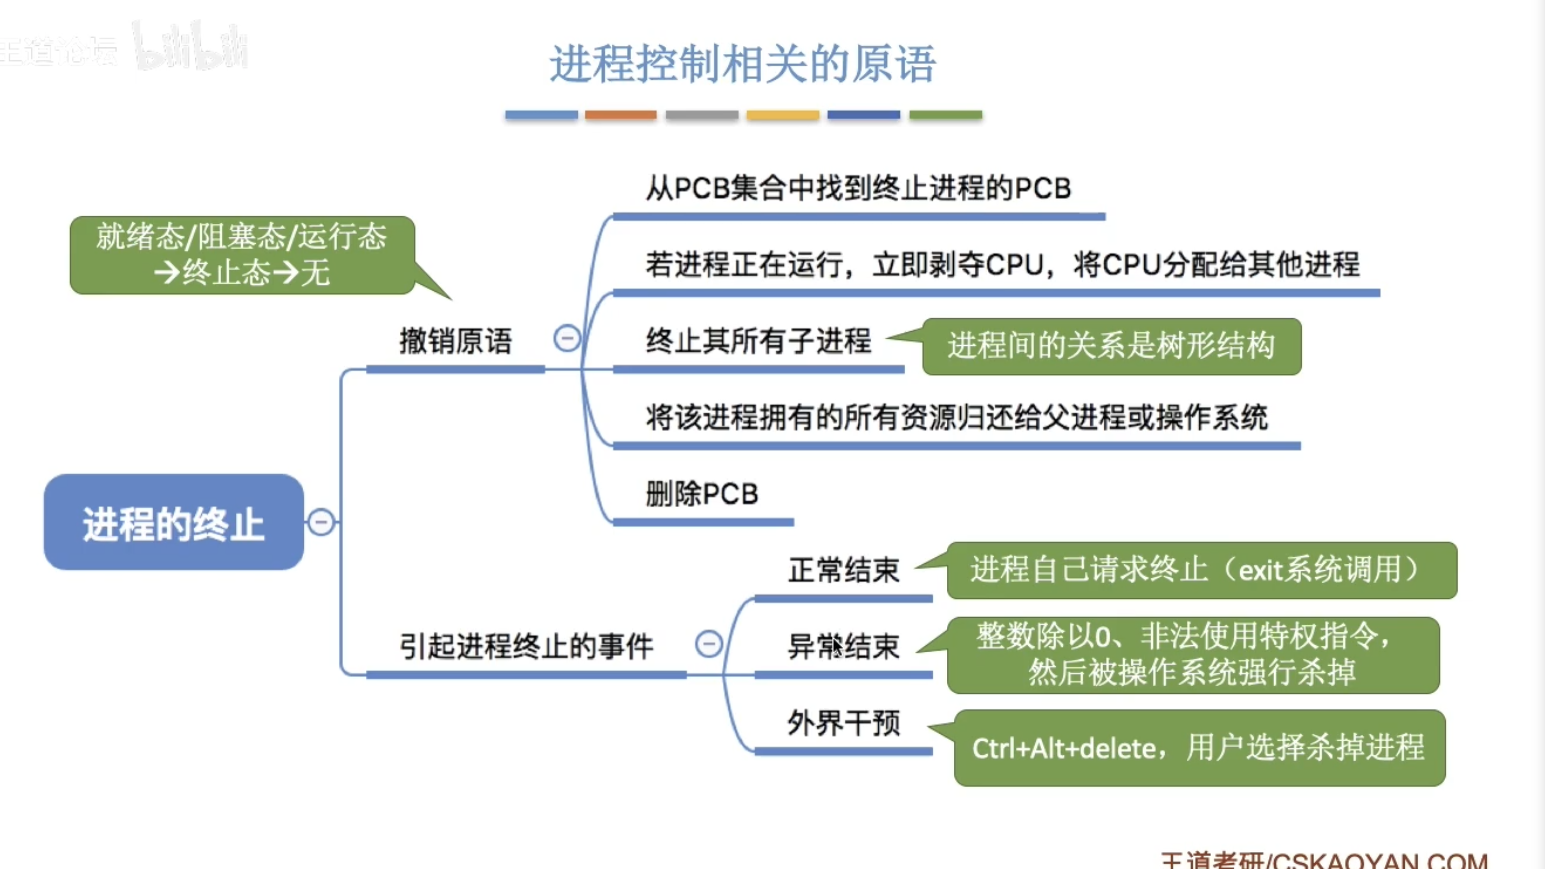 王道论坛 bilibili
进程控制相关的原语
从PCB集合中找到终止进程的PCB
就绪态/阻塞态/运行态
→终止态→无
若进程正在运行，立即剥夺CPU，将CPU分配给其他进程
撤销原语
终止其所有子进程
进程间的关系是树形结构
将该进程拥有的所有资源归还给父进程或操作系统
删除PCB
进程的终止
正常结束
进程自己请求终止（exit系统调用）
引起进程终止的事件
异常结束
整数除以0、非法使用特权指令，
然后被操作系统强行杀掉
外界干预
Ctrl+Alt+delete，用户选择杀掉进程
王道考研/CSKAOYAN.COM